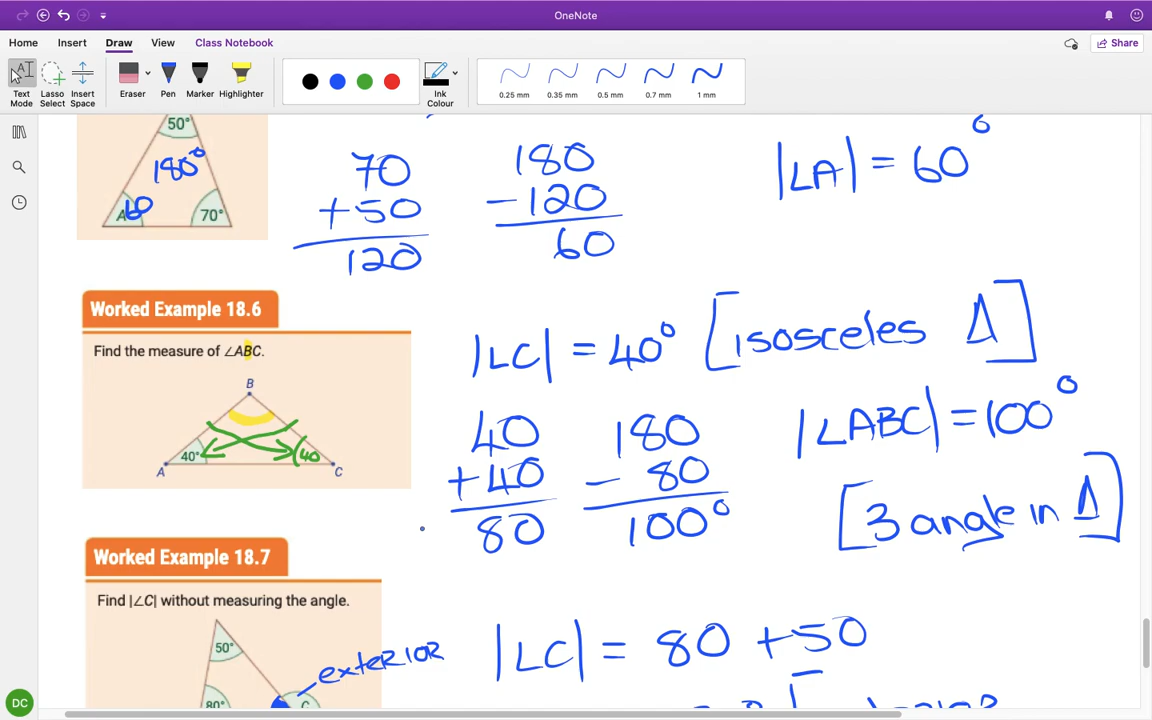 OneNote
Home Insert Draw View Class Notebook
Share
Text Mode
Lasso Select
Insert Space
Eraser
Pen
Marker
Highlighter
Ink Colour
0.25 mm 0.35 mm 0.5 mm 0.7 mm 1 mm
50°
180°
A 60
70°
70
+50
120
180
-120
60
|∠A| = 60°
Worked Example 18.6
Find the measure of ∠ABC.
B
40°
40
A
C
|∠C| = 40° [isosceles Δ]
40
+40
80
180
- 80
100°
|∠ABC| = 100°
[3 angle in Δ]
Worked Example 18.7
Find |∠C| without measuring the angle.
50°
80°
C
exterior
|∠C| = 80 + 50
DC